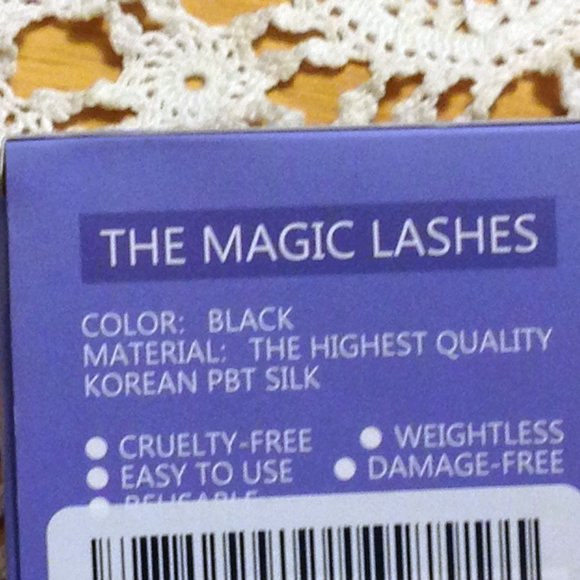 THE MAGIC LASHES
COLOR: BLACK
MATERIAL: THE HIGHEST QUALITY
KOREAN PBT SILK
CRUELTY-FREE
WEIGHTLESS
EASY TO USE
DAMAGE-FREE
REUSABLE